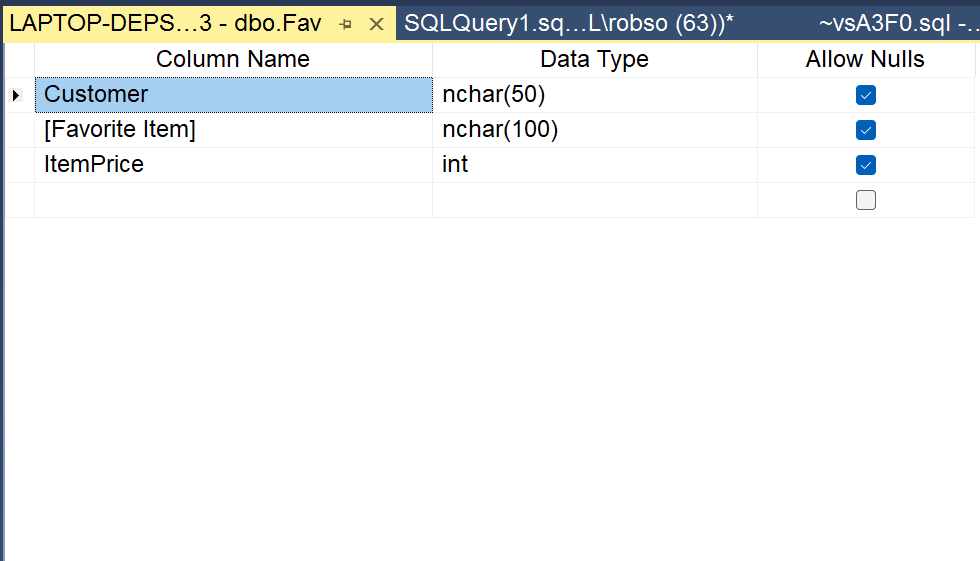 LAPTOP-DEPS...3 - dbo.Fav SQLQuery1.sq...L\robso (63))* ~vsA3F0.sql -...
Column Name Data Type Allow Nulls
Customer nchar(50)
[Favorite Item] nchar(100)
ItemPrice int